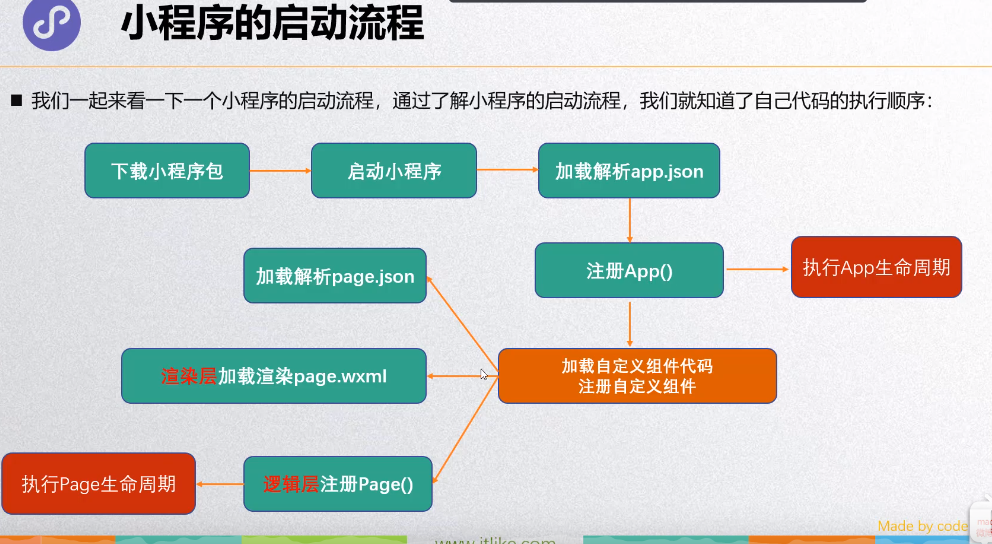 小程序的启动流程
■ 我们一起来看一下一个小程序的启动流程，通过了解小程序的启动流程，我们就知道了自己代码的执行顺序：
下载小程序包
启动小程序
加载解析app.json
注册App()
执行App生命周期
加载解析page.json
加载自定义组件代码
注册自定义组件
渲染层加载渲染page.wxml
逻辑层注册Page()
执行Page生命周期
Made by code
www.itlike.com